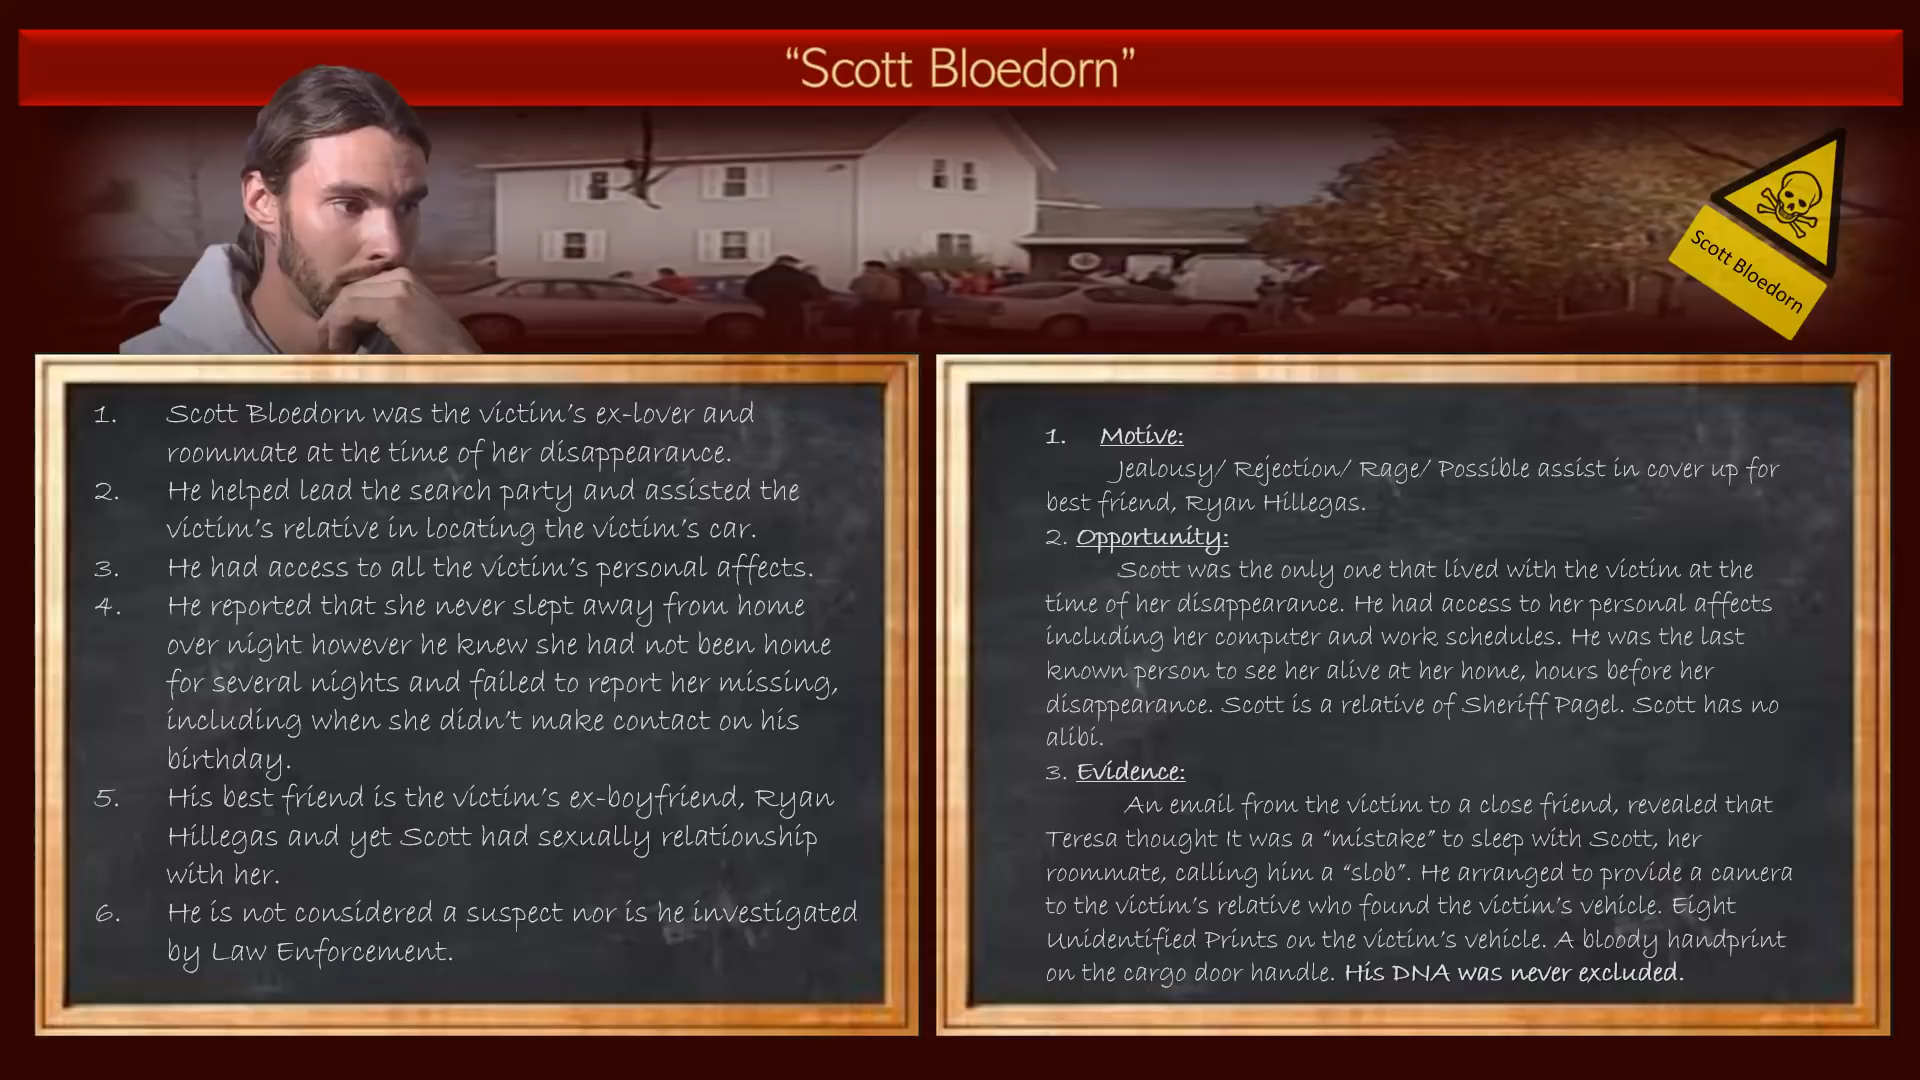 “Scott Bloedorn”
Scott Bloedorn
1. Scott Bloedorn was the victim’s ex-lover and
roommate at the time of her disappearance.
2. He helped lead the search party and assisted the
victim’s relative in locating the victim’s car.
3. He had access to all the victim’s personal affects.
4. He reported that she never slept away from home
over night however he knew she had not been home
for several nights and failed to report her missing,
including when she didn’t make contact on his
birthday.
5. His best friend is the victim’s ex-boyfriend, Ryan
Hillegas and yet Scott had sexually relationship
with her.
6. He is not considered a suspect nor is he investigated
by Law Enforcement.
1. Motive:
Jealousy/ Rejection/ Rage/ Possible assist in cover up for
best friend, Ryan Hillegas.
2. Opportunity:
Scott was the only one that lived with the victim at the
time of her disappearance. He had access to her personal affects
including her computer and work schedules. He was the last
known person to see her alive at her home, hours before her
disappearance. Scott is a relative of Sheriff Pagel. Scott has no
alibi.
3. Evidence:
An email from the victim to a close friend, revealed that
Teresa thought It was a “mistake” to sleep with Scott, her
roommate, calling him a “slob”. He arranged to provide a camera
to the victim’s relative who found the victim’s vehicle. Eight
Unidentified Prints on the victim’s vehicle. A bloody handprint
on the cargo door handle. His DNA was never excluded.